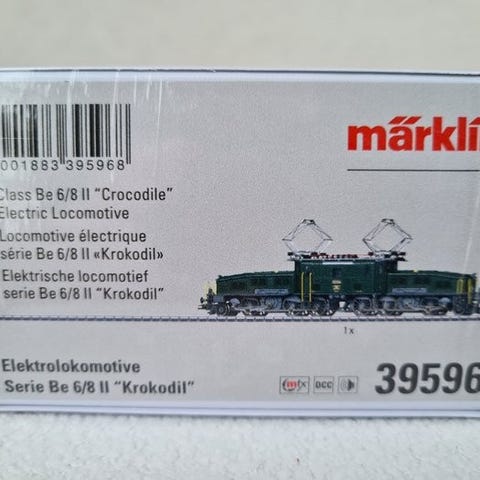 märkli
001883 395968
Class Be 6/8 II "Crocodile"
Electric Locomotive
Locomotive électrique
série Be 6/8 II «Krokodil»
Elektrische locomotief
serie Be 6/8 II "Krokodil"
1x
Elektrolokomotive
Serie Be 6/8 II "Krokodil"
mfx DCC
39596